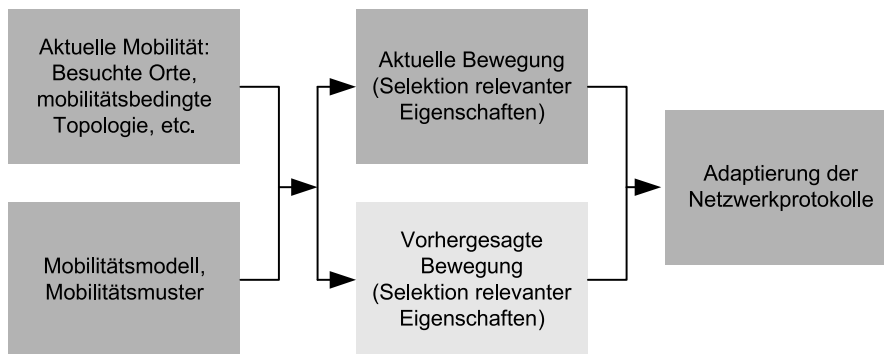 Aktuelle Mobilität:
Besuchte Orte,
mobilitätsbedingte
Topologie, etc.
Aktuelle Bewegung
(Selektion relevanter
Eigenschaften)
Adaptierung der
Netzwerkprotokolle
Mobilitätsmodell,
Mobilitätsmuster
Vorhergesagte
Bewegung
(Selektion relevanter
Eigenschaften)